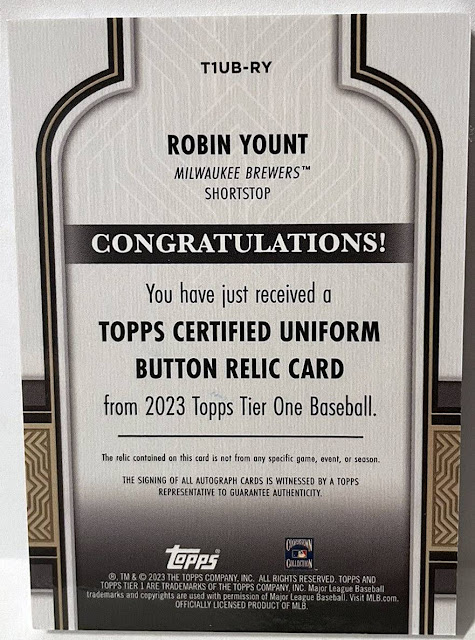 T1UB-RY
ROBIN YOUNT
MILWAUKEE BREWERS™
SHORTSTOP
CONGRATULATIONS!
You have just received a
TOPPS CERTIFIED UNIFORM
BUTTON RELIC CARD
from 2023 Topps Tier One Baseball.
The relic contained on this card is not from any specific game, event, or season.
THE SIGNING OF ALL AUTOGRAPH CARDS IS WITNESSED BY A TOPPS
REPRESENTATIVE TO GUARANTEE AUTHENTICITY.
topps
COOPERSTOWN
COLLECTION
®, TM & © 2023 THE TOPPS COMPANY, INC. ALL RIGHTS RESERVED. TOPPS AND
TOPPS TIER 1 ARE TRADEMARKS OF THE TOPPS COMPANY, INC. Major League Baseball
trademarks and copyrights are used with permission of Major League Baseball. Visit MLB.com.
OFFICIALLY LICENSED PRODUCT OF MLB.